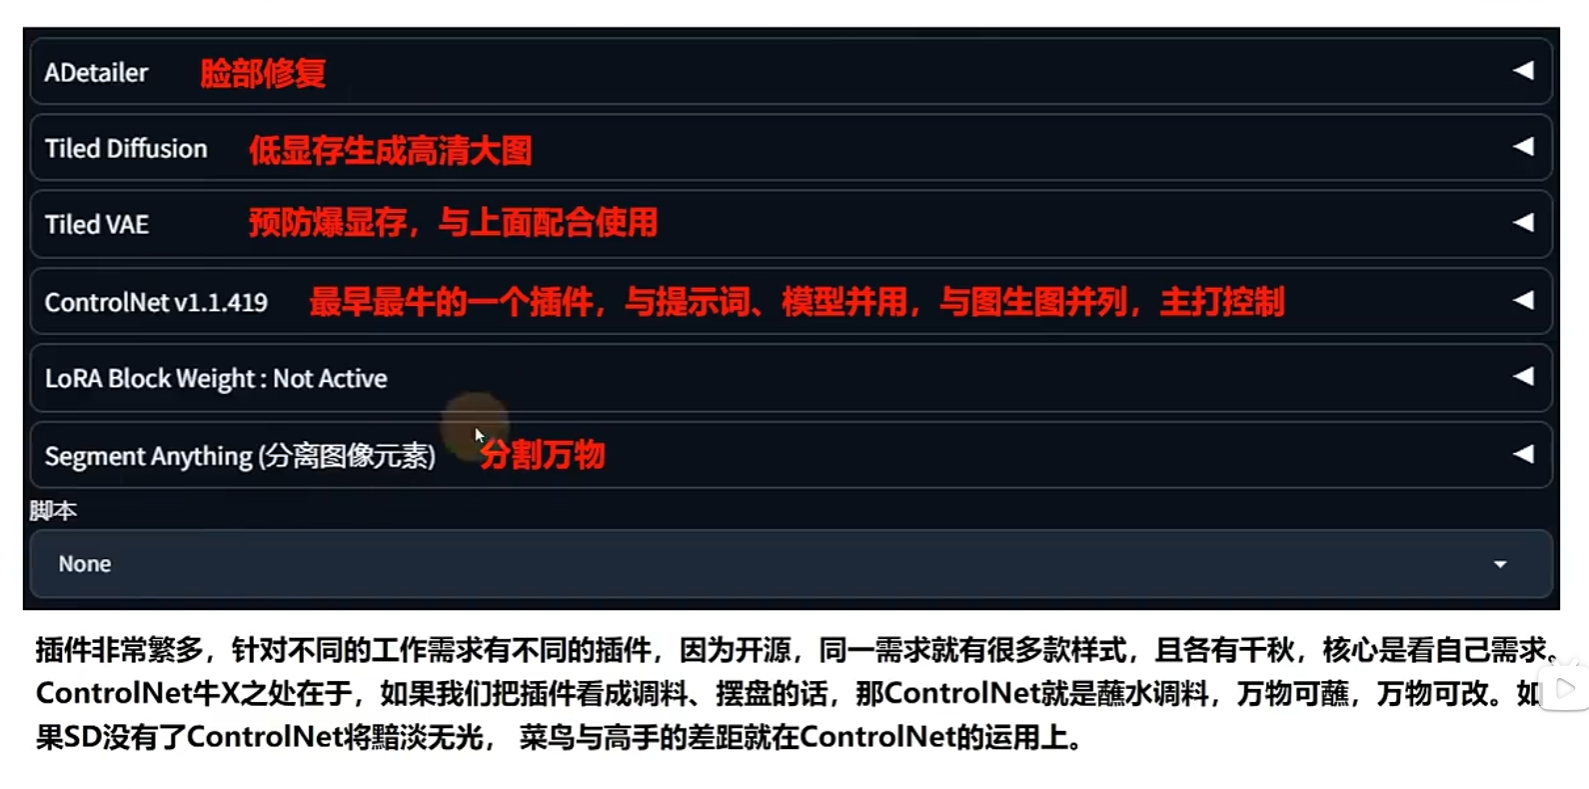 ADetailer 脸部修复
Tiled Diffusion 低显存生成高清大图
Tiled VAE 预防爆显存，与上面配合使用
ControlNet v1.1.419 最早最牛的一个插件，与提示词、模型并用，与图生图并列，主打控制
LoRA Block Weight : Not Active
Segment Anything (分离图像元素) 分割万物
脚本
None
插件非常繁多，针对不同的工作需求有不同的插件，因为开源，同一需求就有很多款样式，且各有千秋，核心是看自己需求。
ControlNet牛X之处在于，如果我们把插件看成调料、摆盘的话，那ControlNet就是蘸水调料，万物可蘸，万物可改。如
果SD没有了ControlNet将黯淡无光， 菜鸟与高手的差距就在ControlNet的运用上。